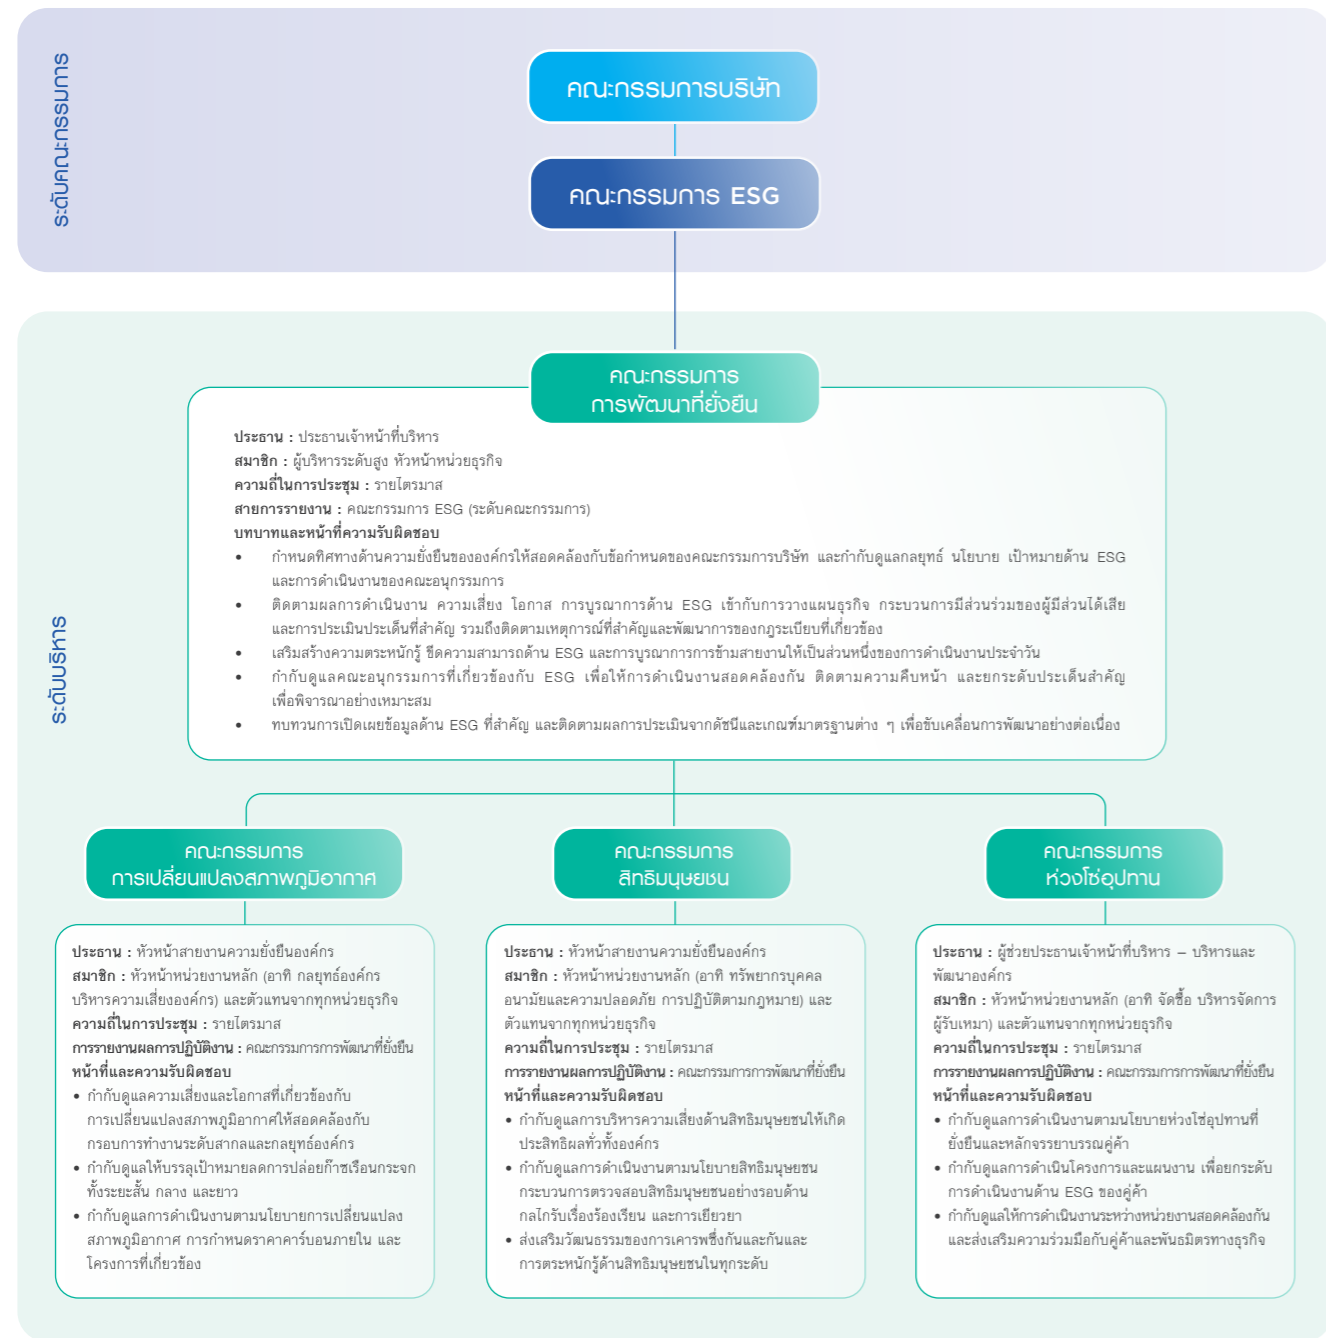 ระดับคณะกรรมการ
คณะกรรมการบริษัท
คณะกรรมการ ESG
ระดับบริหาร
คณะกรรมการ
การพัฒนาที่ยั่งยืน
ประธาน : ประธานเจ้าหน้าที่บริหาร
สมาชิก : ผู้บริหารระดับสูง หัวหน้าหน่วยธุรกิจ
ความถี่ในการประชุม : รายไตรมาส
สายการรายงาน : คณะกรรมการ ESG (ระดับคณะกรรมการ)
บทบาทและหน้าที่ความรับผิดชอบ
• กำหนดทิศทางด้านความยั่งยืนขององค์กรให้สอดคล้องกับข้อกำหนดของคณะกรรมการบริษัท และกำกับดูแลกลยุทธ์ นโยบาย เป้าหมายด้าน ESG
และการดำเนินงานของคณะอนุกรรมการ
• ติดตามผลการดำเนินงาน ความเสี่ยง โอกาส การบูรณาการด้าน ESG เข้ากับการวางแผนธุรกิจ กระบวนการมีส่วนร่วมของผู้มีส่วนได้เสีย
และการประเมินประเด็นที่สำคัญ รวมถึงติดตามเหตุการณ์ที่สำคัญและพัฒนาการของกฎระเบียบที่เกี่ยวข้อง
• เสริมสร้างความตระหนักรู้ ขีดความสามารถด้าน ESG และการบูรณาการการข้ามสายงานให้เป็นส่วนหนึ่งของการดำเนินงานประจำวัน
• กำกับดูแลคณะอนุกรรมการที่เกี่ยวข้องกับ ESG เพื่อให้การดำเนินงานสอดคล้องกัน ติดตามความคืบหน้า และยกระดับประเด็นสำคัญ
เพื่อพิจารณาอย่างเหมาะสม
• ทบทวนการเปิดเผยข้อมูลด้าน ESG ที่สำคัญ และติดตามผลการประเมินจากดัชนีและเกณฑ์มาตรฐานต่าง ๆ เพื่อขับเคลื่อนการพัฒนาอย่างต่อเนื่อง
คณะกรรมการ
การเปลี่ยนแปลงสภาพภูมิอากาศ
ประธาน : หัวหน้าสายงานความยั่งยืนองค์กร
สมาชิก : หัวหน้าหน่วยงานหลัก (อาทิ กลยุทธ์องค์กร
บริหารความเสี่ยงองค์กร) และตัวแทนจากทุกหน่วยธุรกิจ
ความถี่ในการประชุม : รายไตรมาส
การรายงานผลการปฏิบัติงาน : คณะกรรมการการพัฒนาที่ยั่งยืน
หน้าที่และความรับผิดชอบ
• กำกับดูแลความเสี่ยงและโอกาสที่เกี่ยวข้องกับ
การเปลี่ยนแปลงสภาพภูมิอากาศให้สอดคล้องกับ
กรอบการทำงานระดับสากลและกลยุทธ์องค์กร
• กำกับดูแลให้บรรลุเป้าหมายลดการปล่อยก๊าซเรือนกระจก
ทั้งระยะสั้น กลาง และยาว
• กำกับดูแลการดำเนินงานตามนโยบายการเปลี่ยนแปลง
สภาพภูมิอากาศ การกำหนดราคาคาร์บอนภายใน และ
โครงการที่เกี่ยวข้อง
คณะกรรมการ
สิทธิมนุษยชน
ประธาน : หัวหน้าสายงานความยั่งยืนองค์กร
สมาชิก : หัวหน้าหน่วยงานหลัก (อาทิ ทรัพยากรบุคคล
อนามัยและความปลอดภัย การปฏิบัติตามกฎหมาย) และ
ตัวแทนจากทุกหน่วยธุรกิจ
ความถี่ในการประชุม : รายไตรมาส
การรายงานผลการปฏิบัติงาน : คณะกรรมการการพัฒนาที่ยั่งยืน
หน้าที่และความรับผิดชอบ
• กำกับดูแลการบริหารความเสี่ยงด้านสิทธิมนุษยชนให้เกิด
ประสิทธิผลทั่วทั้งองค์กร
• กำกับดูแลการดำเนินงานตามนโยบายสิทธิมนุษยชน
กระบวนการตรวจสอบสิทธิมนุษยชนอย่างรอบด้าน
กลไกรับเรื่องร้องเรียน และการเยียวยา
• ส่งเสริมวัฒนธรรมของการเคารพซึ่งกันและกันและ
การตระหนักรู้ด้านสิทธิมนุษยชนในทุกระดับ
คณะกรรมการ
ห่วงโซ่อุปทาน
ประธาน : ผู้ช่วยประธานเจ้าหน้าที่บริหาร – บริหารและ
พัฒนาองค์กร
สมาชิก : หัวหน้าหน่วยงานหลัก (อาทิ จัดซื้อ บริหารจัดการ
ผู้รับเหมา) และตัวแทนจากทุกหน่วยธุรกิจ
ความถี่ในการประชุม : รายไตรมาส
การรายงานผลการปฏิบัติงาน : คณะกรรมการการพัฒนาที่ยั่งยืน
หน้าที่และความรับผิดชอบ
• กำกับดูแลการดำเนินงานตามนโยบายห่วงโซ่อุปทานที่
ยั่งยืนและหลักจรรยาบรรณคู่ค้า
• กำกับดูแลการดำเนินโครงการและแผนงาน เพื่อยกระดับ
การดำเนินงานด้าน ESG ของคู่ค้า
• กำกับดูแลให้การดำเนินงานระหว่างหน่วยงานสอดคล้องกัน
และส่งเสริมความร่วมมือกับคู่ค้าและพันธมิตรทางธุรกิจ